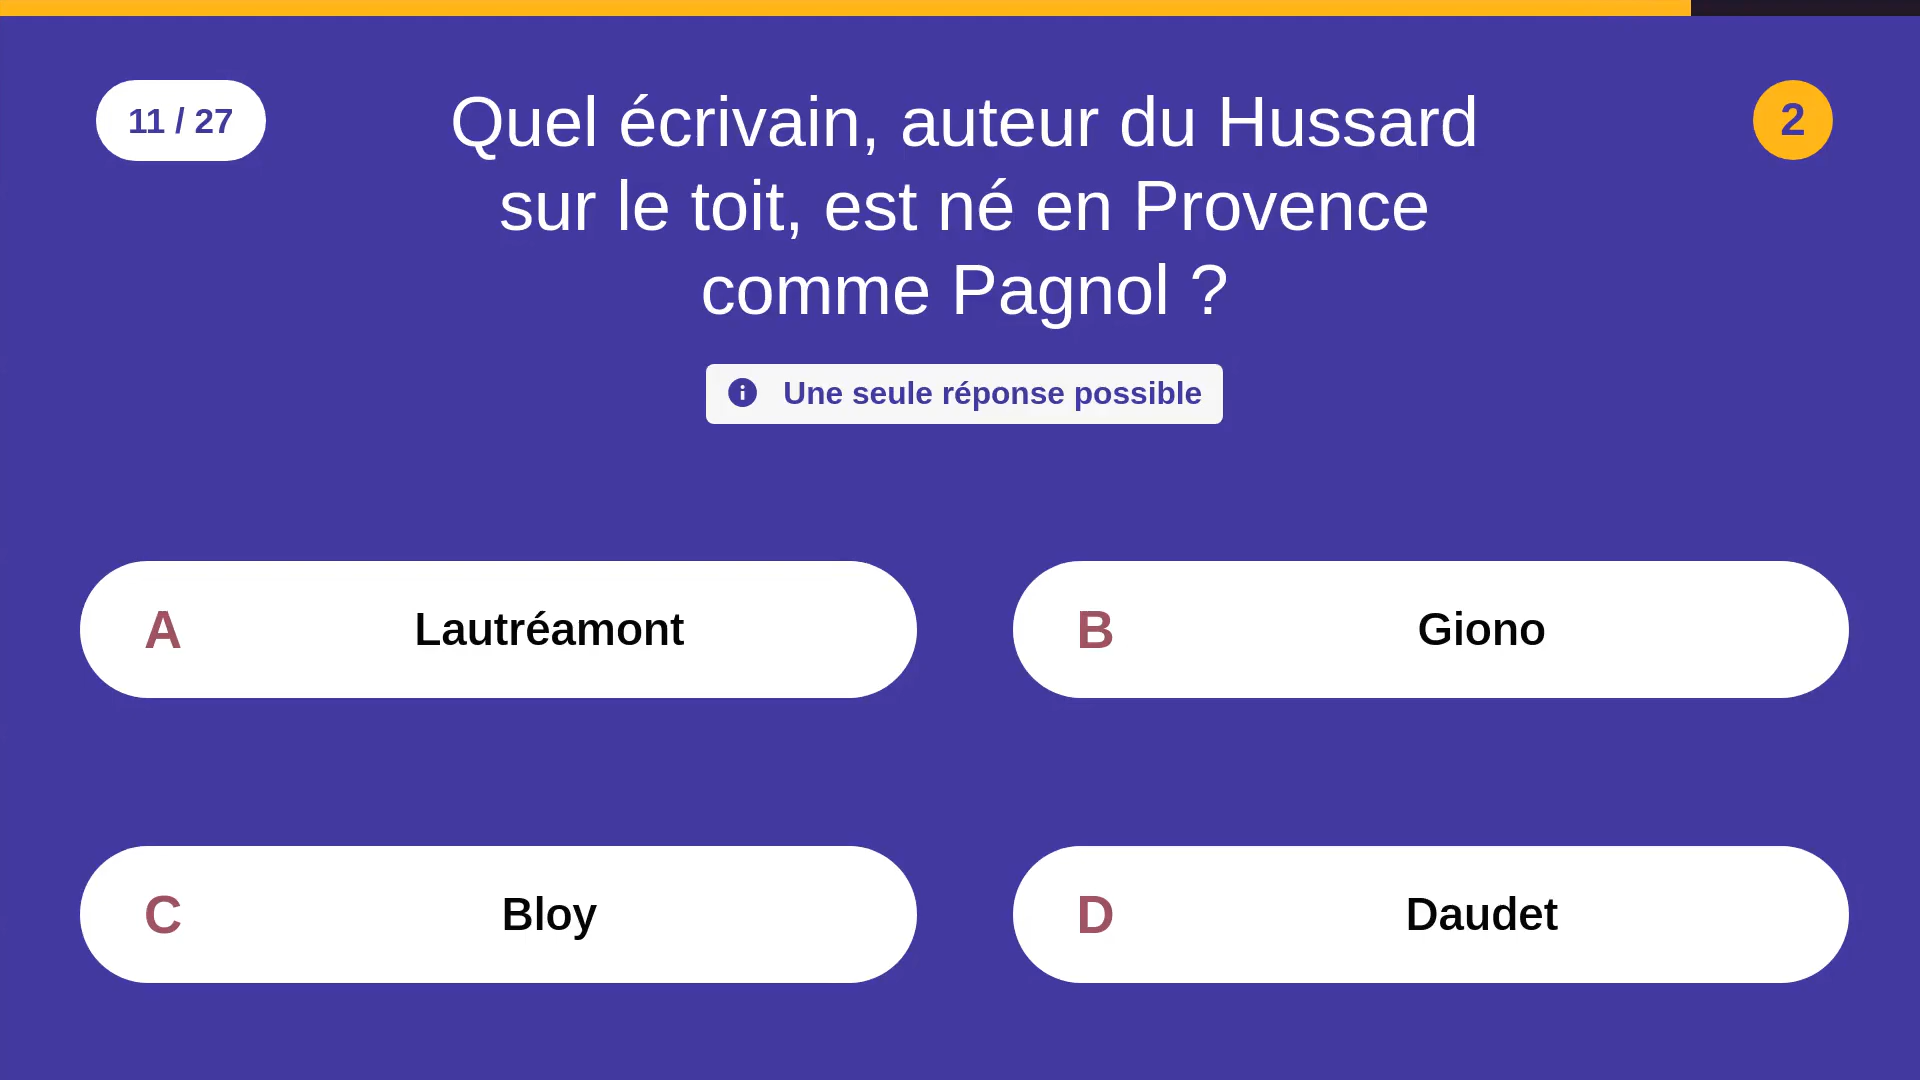 11 / 27
Quel écrivain, auteur du Hussard
sur le toit, est né en Provence
comme Pagnol ?
2
Une seule réponse possible
A Lautréamont
B Giono
C Bloy
D Daudet